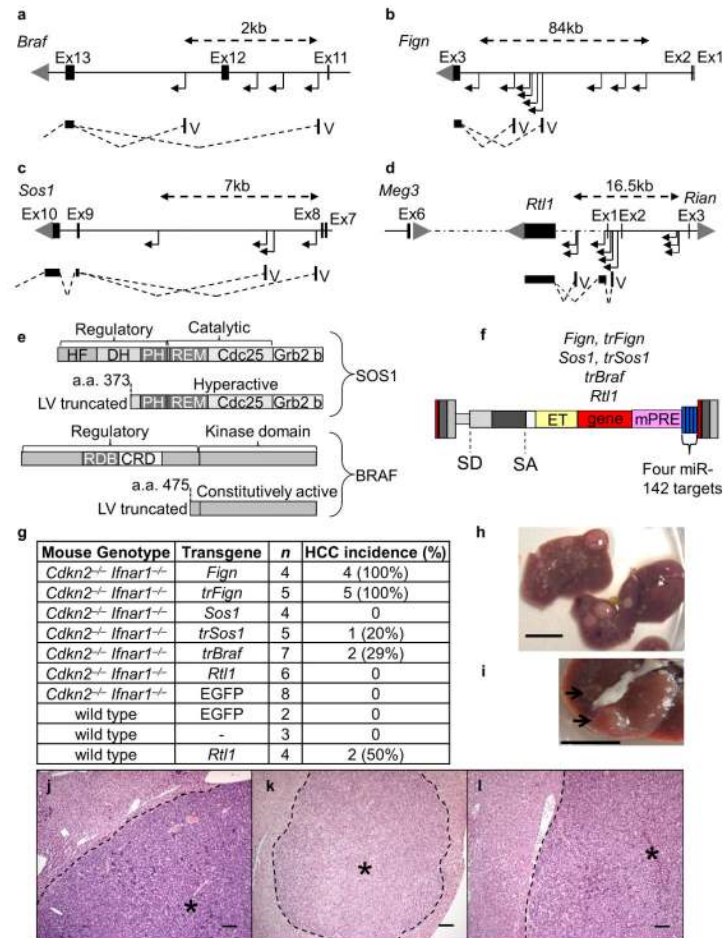 a
Braf
2kb
Ex13
Ex12
Ex11
V
V
b
Fign
84kb
Ex3
Ex2
Ex1
V
V
c
Sos1
7kb
Ex10
Ex9
Ex8
Ex7
V
V
d
Meg3
Rtl1
16.5kb
Rian
Ex6
Ex1
Ex2
Ex3
V
V
e
Regulatory
Catalytic
HF
DH
PH
REM
Cdc25
Grb2 b
a.a. 373
Hyperactive
LV truncated
PH
REM
Cdc25
Grb2 b
SOS1
Regulatory
Kinase domain
RDB
CRD
a.a. 475
Constitutively active
LV truncated
BRAF
f
Fign, trFign
Sos1, trSos1
trBraf
Rtl1
ET
gene
mPRE
SD
SA
Four miR-
142 targets
g
Mouse Genotype Transgene n HCC incidence (%)
Cdkn2–/– Ifnar1–/– Fign 4 4 (100%)
Cdkn2–/– Ifnar1–/– trFign 5 5 (100%)
Cdkn2–/– Ifnar1–/– Sos1 4 0
Cdkn2–/– Ifnar1–/– trSos1 5 1 (20%)
Cdkn2–/– Ifnar1–/– trBraf 7 2 (29%)
Cdkn2–/– Ifnar1–/– Rtl1 6 0
Cdkn2–/– Ifnar1–/– EGFP 8 0
wild type EGFP 2 0
wild type - 3 0
wild type Rtl1 4 2 (50%)
h
i
j
*
k
*
l
*